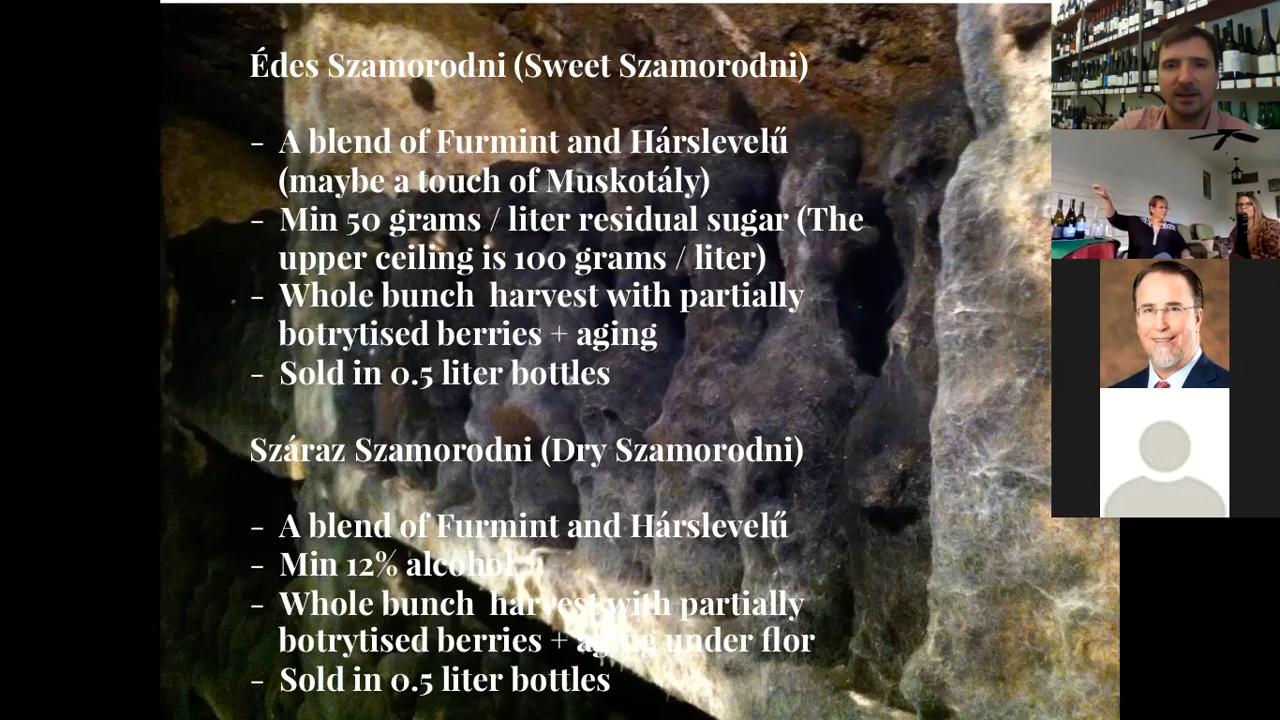 Édes Szamorodni (Sweet Szamorodni)
- A blend of Furmint and Hárslevelű
(maybe a touch of Muskotály)
- Min 50 grams / liter residual sugar (The
upper ceiling is 100 grams / liter)
- Whole bunch harvest with partially
botrytised berries + aging
- Sold in 0.5 liter bottles
Száraz Szamorodni (Dry Szamorodni)
- A blend of Furmint and Hárslevelű
- Min 12% alcohol
- Whole bunch harvest with partially
botrytised berries + aging under flor
- Sold in 0.5 liter bottles